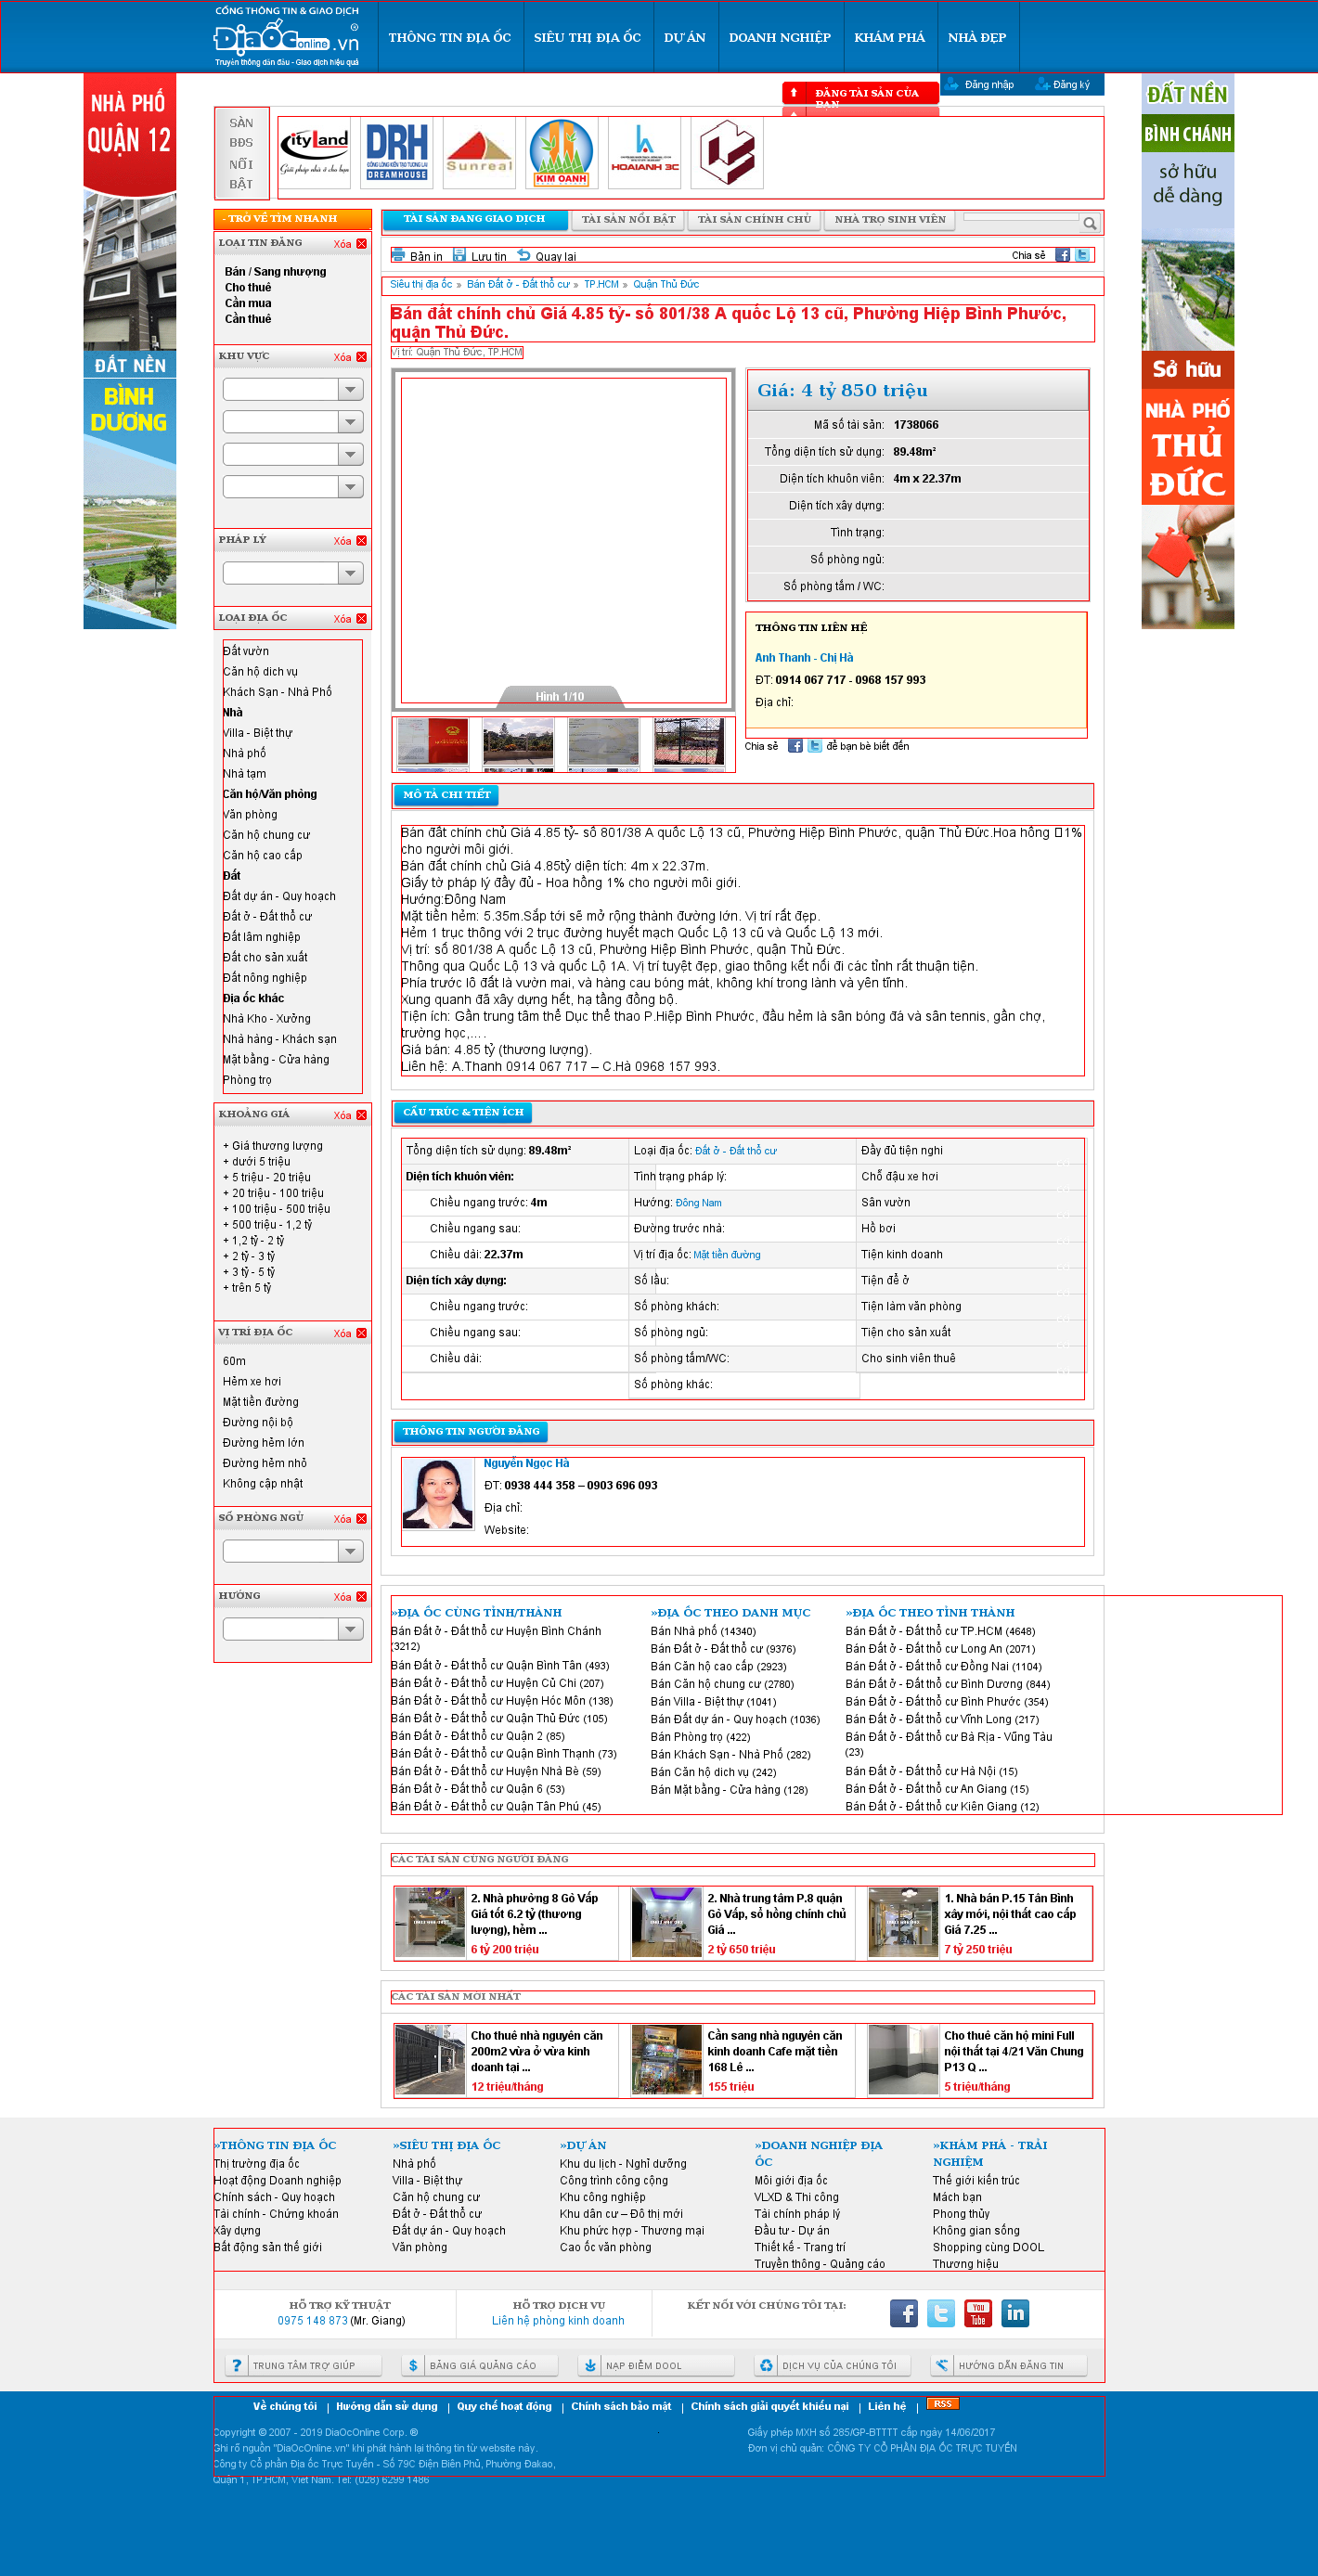 CỔNG THÔNG TIN & GIAO DỊCH
DiaỐconline.vn ®
Truyền thông dẫn đầu - Giao dịch hiệu quả
THÔNG TIN ĐỊA ỐC
SIÊU THỊ ĐỊA ỐC
DỰ ÁN
DOANH NGHIỆP
KHÁM PHÁ
NHÀ ĐẸP
Đăng nhập
Đăng ký
ĐĂNG TÀI SẢN CỦA BẠN
NHÀ PHỐ
QUẬN 12
ĐẤT NỀN
BÌNH DƯƠNG
ĐẤT NỀN
BÌNH CHÁNH
sở hữu
dễ dàng
Sở hữu
NHÀ PHỐ
THỦ
ĐỨC
SÀN
BĐS
NỔI
BẬT
cityLand
Giải pháp nhà ở cho bạn
DRH
DREAMHOUSE
Sunreal
KIM OANH
HOAIANH 3C
- TRỞ VỀ TÌM NHANH
TÀI SẢN ĐANG GIAO DỊCH
TÀI SẢN NỔI BẬT
TÀI SẢN CHÍNH CHỦ
NHÀ TRỌ SINH VIÊN
LOẠI TIN ĐĂNG Xóa
Bán / Sang nhượng
Cho thuê
Cần mua
Cần thuê
KHU VỰC Xóa
PHÁP LÝ Xóa
LOẠI ĐỊA ỐC Xóa
Đất vườn
Căn hộ dich vụ
Khách Sạn - Nhà Phố
Nhà
Villa - Biệt thự
Nhà phố
Nhà tạm
Căn hộ/Văn phòng
Văn phòng
Căn hộ chung cư
Căn hộ cao cấp
Đất
Đất dự án - Quy hoạch
Đất ở - Đất thổ cư
Đất lâm nghiệp
Đất cho sản xuất
Đất nông nghiệp
Địa ốc khác
Nhà Kho - Xưởng
Nhà hàng - Khách sạn
Mặt bằng - Cửa hàng
Phòng trọ
KHOẢNG GIÁ Xóa
+ Giá thương lượng
+ dưới 5 triệu
+ 5 triệu - 20 triệu
+ 20 triệu - 100 triệu
+ 100 triệu - 500 triệu
+ 500 triệu - 1,2 tỷ
+ 1,2 tỷ - 2 tỷ
+ 2 tỷ - 3 tỷ
+ 3 tỷ - 5 tỷ
+ trên 5 tỷ
VỊ TRÍ ĐỊA ỐC Xóa
60m
Hẻm xe hơi
Mặt tiền đường
Đường nội bộ
Đường hẻm lớn
Đường hẻm nhỏ
Không cập nhật
SỐ PHÒNG NGỦ Xóa
HƯỚNG Xóa
Bản in Lưu tin Quay lại
Chia sẻ
Siêu thị địa ốc » Bán Đất ở - Đất thổ cư » TP.HCM » Quận Thủ Đức
Bán đất chính chủ Giá 4.85 tỷ- số 801/38 A quốc Lộ 13 cũ, Phường Hiệp Bình Phước,
quận Thủ Đức.
Vị trí: Quận Thủ Đức, TP.HCM
Hình 1/10
Giá: 4 tỷ 850 triệu
Mã số tài sản: 1738066
Tổng diện tích sử dụng: 89.48m²
Diện tích khuôn viên: 4m x 22.37m
Diện tích xây dựng:
Tình trạng:
Số phòng ngủ:
Số phòng tắm / WC:
THÔNG TIN LIÊN HỆ
Anh Thanh - Chị Hà
ĐT: 0914 067 717 - 0968 157 993
Địa chỉ:
Chia sẻ để bạn bè biết đến
MÔ TẢ CHI TIẾT
Bán đất chính chủ Giá 4.85 tỷ- số 801/38 A quốc Lộ 13 cũ, Phường Hiệp Bình Phước, quận Thủ Đức.Hoa hồng □1%
cho người môi giới.
Bán đất chính chủ Giá 4.85tỷ diện tích: 4m x 22.37m.
Giấy tờ pháp lý đầy đủ - Hoa hồng 1% cho người môi giới.
Hướng:Đông Nam
Mặt tiền hẻm: 5.35m.Sắp tới sẽ mở rộng thành đường lớn. Vị trí rất đẹp.
Hẻm 1 trục thông với 2 trục đường huyết mạch Quốc Lộ 13 cũ và Quốc Lộ 13 mới.
Vị trí: số 801/38 A quốc Lộ 13 cũ, Phường Hiệp Bình Phước, quận Thủ Đức.
Thông qua Quốc Lộ 13 và quốc Lộ 1A. Vị trí tuyệt đẹp, giao thông kết nối đi các tỉnh rất thuận tiện.
Phía trước lô đất là vườn mai, và hàng cau bóng mát, không khí trong lành và yên tĩnh.
Xung quanh đã xây dựng hết, hạ tầng đồng bộ.
Tiện ích: Gần trung tâm thể Dục thể thao P.Hiệp Bình Phước, đầu hẻm là sân bóng đá và sân tennis, gần chợ,
trường học,….
Giá bán: 4.85 tỷ (thương lượng).
Liên hệ: A.Thanh 0914 067 717 – C.Hà 0968 157 993.
CẤU TRÚC & TIỆN ÍCH
Tổng diện tích sử dụng: 89.48m² Loại địa ốc: Đất ở - Đất thổ cư Đầy đủ tiện nghi
Diện tích khuôn viên: Tình trạng pháp lý: Chỗ đậu xe hơi
Chiều ngang trước: 4m Hướng: Đông Nam Sân vườn
Chiều ngang sau: Đường trước nhà: Hồ bơi
Chiều dài: 22.37m Vị trí địa ốc: Mặt tiền đường Tiện kinh doanh
Diện tích xây dựng: Số lầu: Tiện để ở
Chiều ngang trước: Số phòng khách: Tiện làm văn phòng
Chiều ngang sau: Số phòng ngủ: Tiện cho sản xuất
Chiều dài: Số phòng tắm/WC: Cho sinh viên thuê
Số phòng khác:
THÔNG TIN NGƯỜI ĐĂNG
Nguyễn Ngọc Hà
ĐT: 0938 444 358 – 0903 696 093
Địa chỉ:
Website:
»ĐỊA ỐC CÙNG TỈNH/THÀNH
Bán Đất ở - Đất thổ cư Huyện Bình Chánh
(3212)
Bán Đất ở - Đất thổ cư Quận Bình Tân (493)
Bán Đất ở - Đất thổ cư Huyện Củ Chi (207)
Bán Đất ở - Đất thổ cư Huyện Hóc Môn (138)
Bán Đất ở - Đất thổ cư Quận Thủ Đức (105)
Bán Đất ở - Đất thổ cư Quận 2 (85)
Bán Đất ở - Đất thổ cư Quận Bình Thạnh (73)
Bán Đất ở - Đất thổ cư Huyện Nhà Bè (59)
Bán Đất ở - Đất thổ cư Quận 6 (53)
Bán Đất ở - Đất thổ cư Quận Tân Phú (45)
»ĐỊA ỐC THEO DANH MỤC
Bán Nhà phố (14340)
Bán Đất ở - Đất thổ cư (9376)
Bán Căn hộ cao cấp (2923)
Bán Căn hộ chung cư (2780)
Bán Villa - Biệt thự (1041)
Bán Đất dự án - Quy hoạch (1036)
Bán Phòng trọ (422)
Bán Khách Sạn - Nhà Phố (282)
Bán Căn hộ dich vụ (242)
Bán Mặt bằng - Cửa hàng (128)
»ĐỊA ỐC THEO TỈNH THÀNH
Bán Đất ở - Đất thổ cư TP.HCM (4648)
Bán Đất ở - Đất thổ cư Long An (2071)
Bán Đất ở - Đất thổ cư Đồng Nai (1104)
Bán Đất ở - Đất thổ cư Bình Dương (844)
Bán Đất ở - Đất thổ cư Bình Phước (354)
Bán Đất ở - Đất thổ cư Vĩnh Long (217)
Bán Đất ở - Đất thổ cư Bà Rịa - Vũng Tàu
(23)
Bán Đất ở - Đất thổ cư Hà Nội (15)
Bán Đất ở - Đất thổ cư An Giang (15)
Bán Đất ở - Đất thổ cư Kiên Giang (12)
CÁC TÀI SẢN CÙNG NGƯỜI ĐĂNG
2. Nhà phường 8 Gò Vấp
Giá tốt 6.2 tỷ (thương
lượng), hẻm ...
6 tỷ 200 triệu
2. Nhà trung tâm P.8 quận
Gò Vấp, sổ hồng chính chủ
Giá ...
2 tỷ 650 triệu
1. Nhà bán P.15 Tân Bình
xây mới, nội thất cao cấp
Giá 7.25 ...
7 tỷ 250 triệu
CÁC TÀI SẢN MỚI NHẤT
Cho thuê nhà nguyên căn
200m2 vừa ở vừa kinh
doanh tại ...
12 triệu/tháng
Cần sang nhà nguyên căn
kinh doanh Cafe mặt tiền
168 Lê ...
155 triệu
Cho thuê căn hộ mini Full
nội thất tại 4/21 Văn Chung
P13 Q ...
5 triệu/tháng
»THÔNG TIN ĐỊA ỐC
Thị trường địa ốc
Hoạt động Doanh nghiệp
Chính sách - Quy hoạch
Tài chính - Chứng khoán
Xây dựng
Bất động sản thế giới
»SIÊU THỊ ĐỊA ỐC
Nhà phố
Villa - Biệt thự
Căn hộ chung cư
Đất ở - Đất thổ cư
Đất dự án - Quy hoạch
Văn phòng
»DỰ ÁN
Khu du lịch - Nghỉ dưỡng
Công trình công cộng
Khu công nghiệp
Khu dân cư – Đô thị mới
Khu phức hợp - Thương mại
Cao ốc văn phòng
»DOANH NGHIỆP ĐỊA
ỐC
Môi giới địa ốc
VLXD & Thi công
Tài chính pháp lý
Đầu tư - Dự án
Thiết kế - Trang trí
Truyền thông - Quảng cáo
»KHÁM PHÁ - TRẢI
NGHIỆM
Thế giới kiến trúc
Mách bạn
Phong thủy
Không gian sống
Shopping cùng DOOL
Thương hiệu
HỖ TRỢ KỸ THUẬT
0975 148 873 (Mr. Giang)
HỖ TRỢ DỊCH VỤ
Liên hệ phòng kinh doanh
KẾT NỐI VỚI CHÚNG TÔI TẠI:
You Tube
TRUNG TÂM TRỢ GIÚP
BẢNG GIÁ QUẢNG CÁO
NẠP ĐIỂM DOOL
DỊCH VỤ CỦA CHÚNG TÔI
HƯỚNG DẪN ĐĂNG TIN
Về chúng tôi | Hướng dẫn sử dụng | Quy chế hoạt động | Chính sách bảo mật | Chính sách giải quyết khiếu nại | Liên hệ | RSS
Copyright © 2007 - 2019 DiaOcOnline Corp. ®
Ghi rõ nguồn "DiaOcOnline.vn" khi phát hành lại thông tin từ website này.
Công ty Cổ phần Địa ốc Trực Tuyến - Số 79C Điện Biên Phủ, Phường Đakao,
Quận 1, TP.HCM, Việt Nam. Tel: (028) 6299 1486
Giấy phép MXH số 285/GP-BTTTT cấp ngày 14/06/2017
Đơn vị chủ quản: CÔNG TY CỔ PHẦN ĐỊA ỐC TRỰC TUYẾN